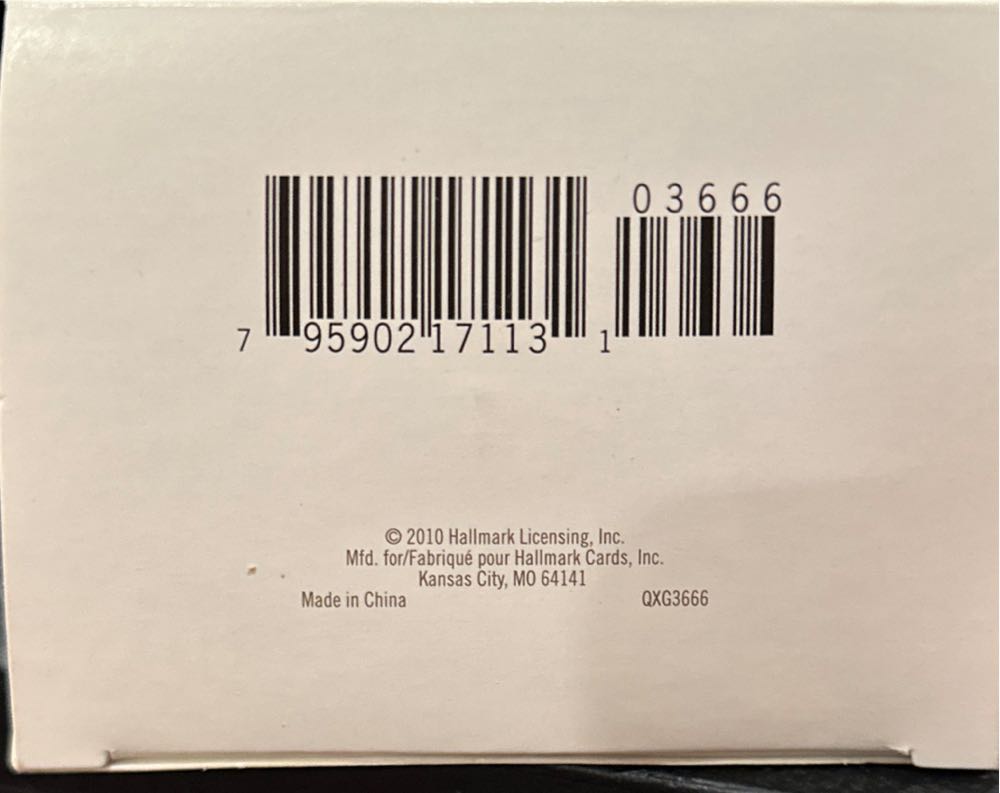 03666
7 95902 17113 1
© 2010 Hallmark Licensing, Inc.
Mfd. for/Fabriqué pour Hallmark Cards, Inc.
Kansas City, MO 64141
Made in China QXG3666